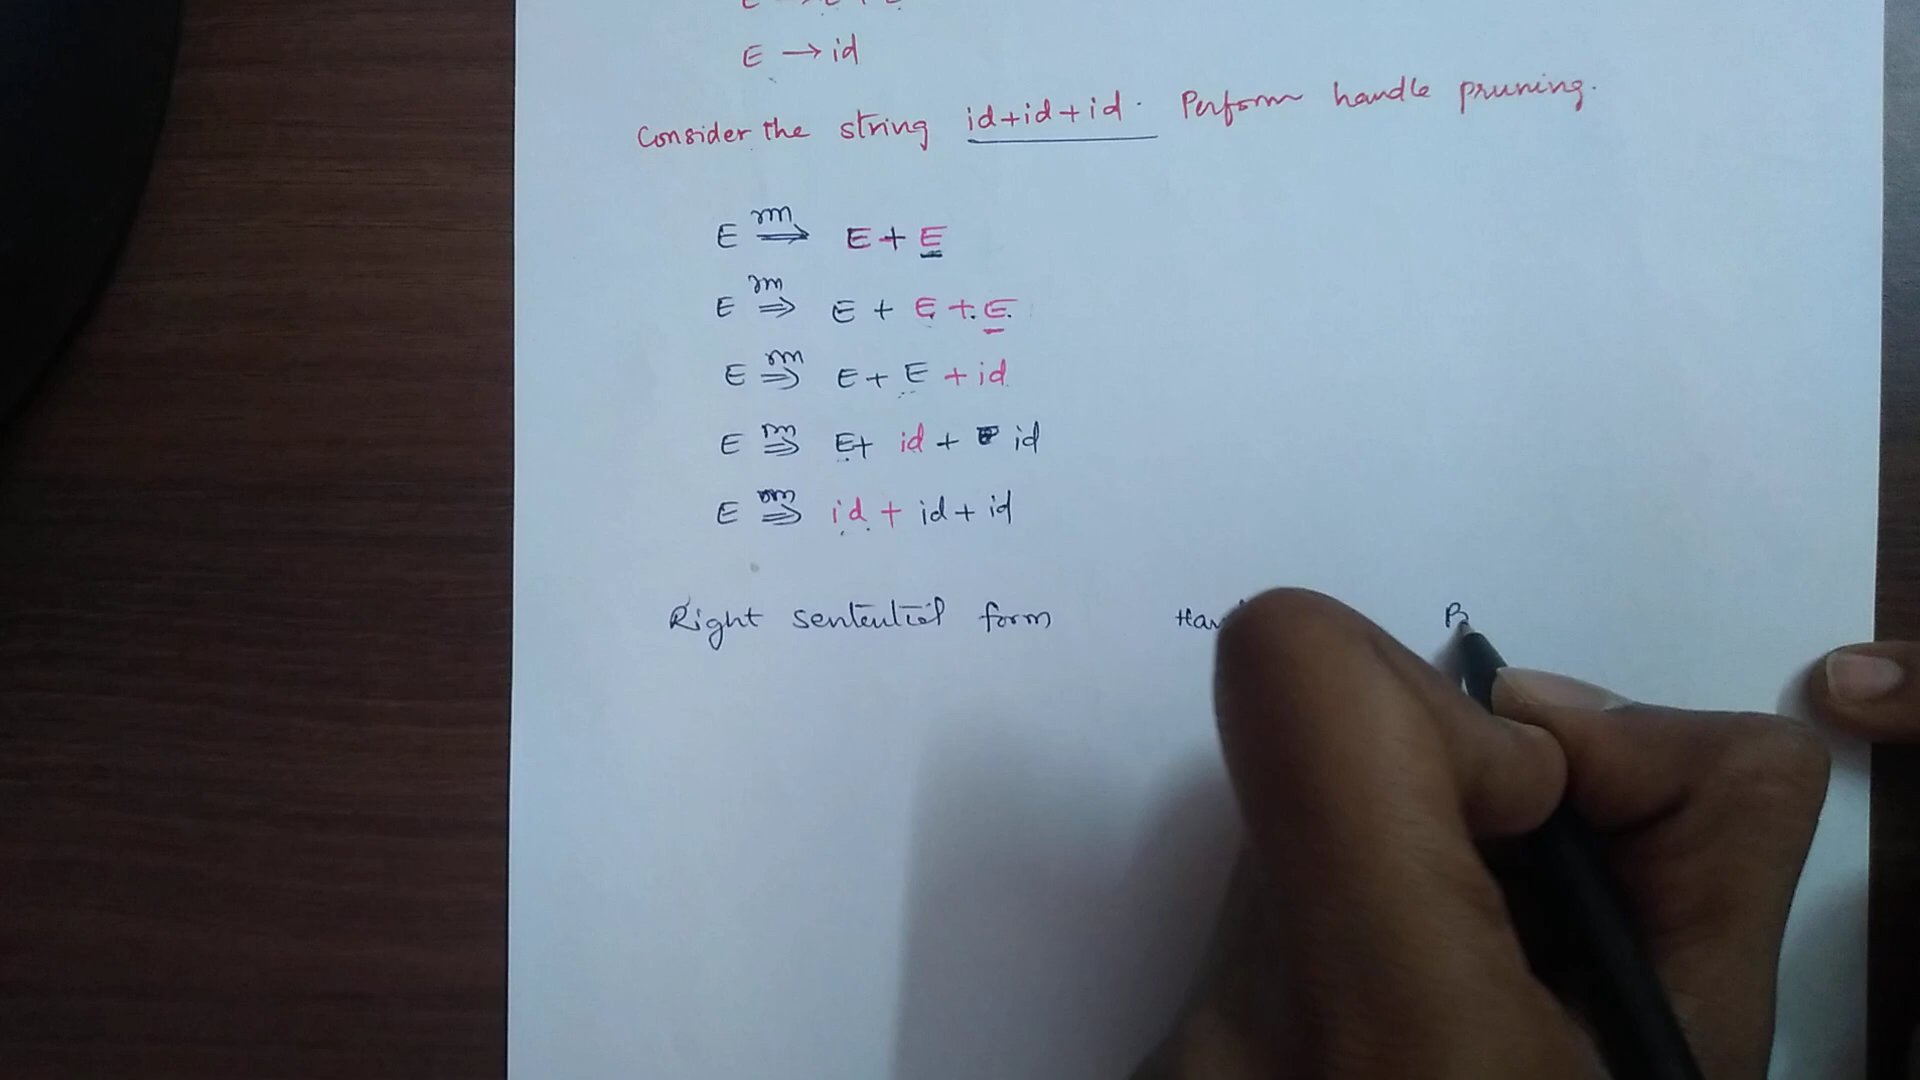 E → id
Consider the string id+id+id. Perform handle pruning.
E rm⇒ E + E
E rm⇒ E + E + E
E rm⇒ E + E + id
E rm⇒ E + id + id
E rm⇒ id + id + id
Right sentential form